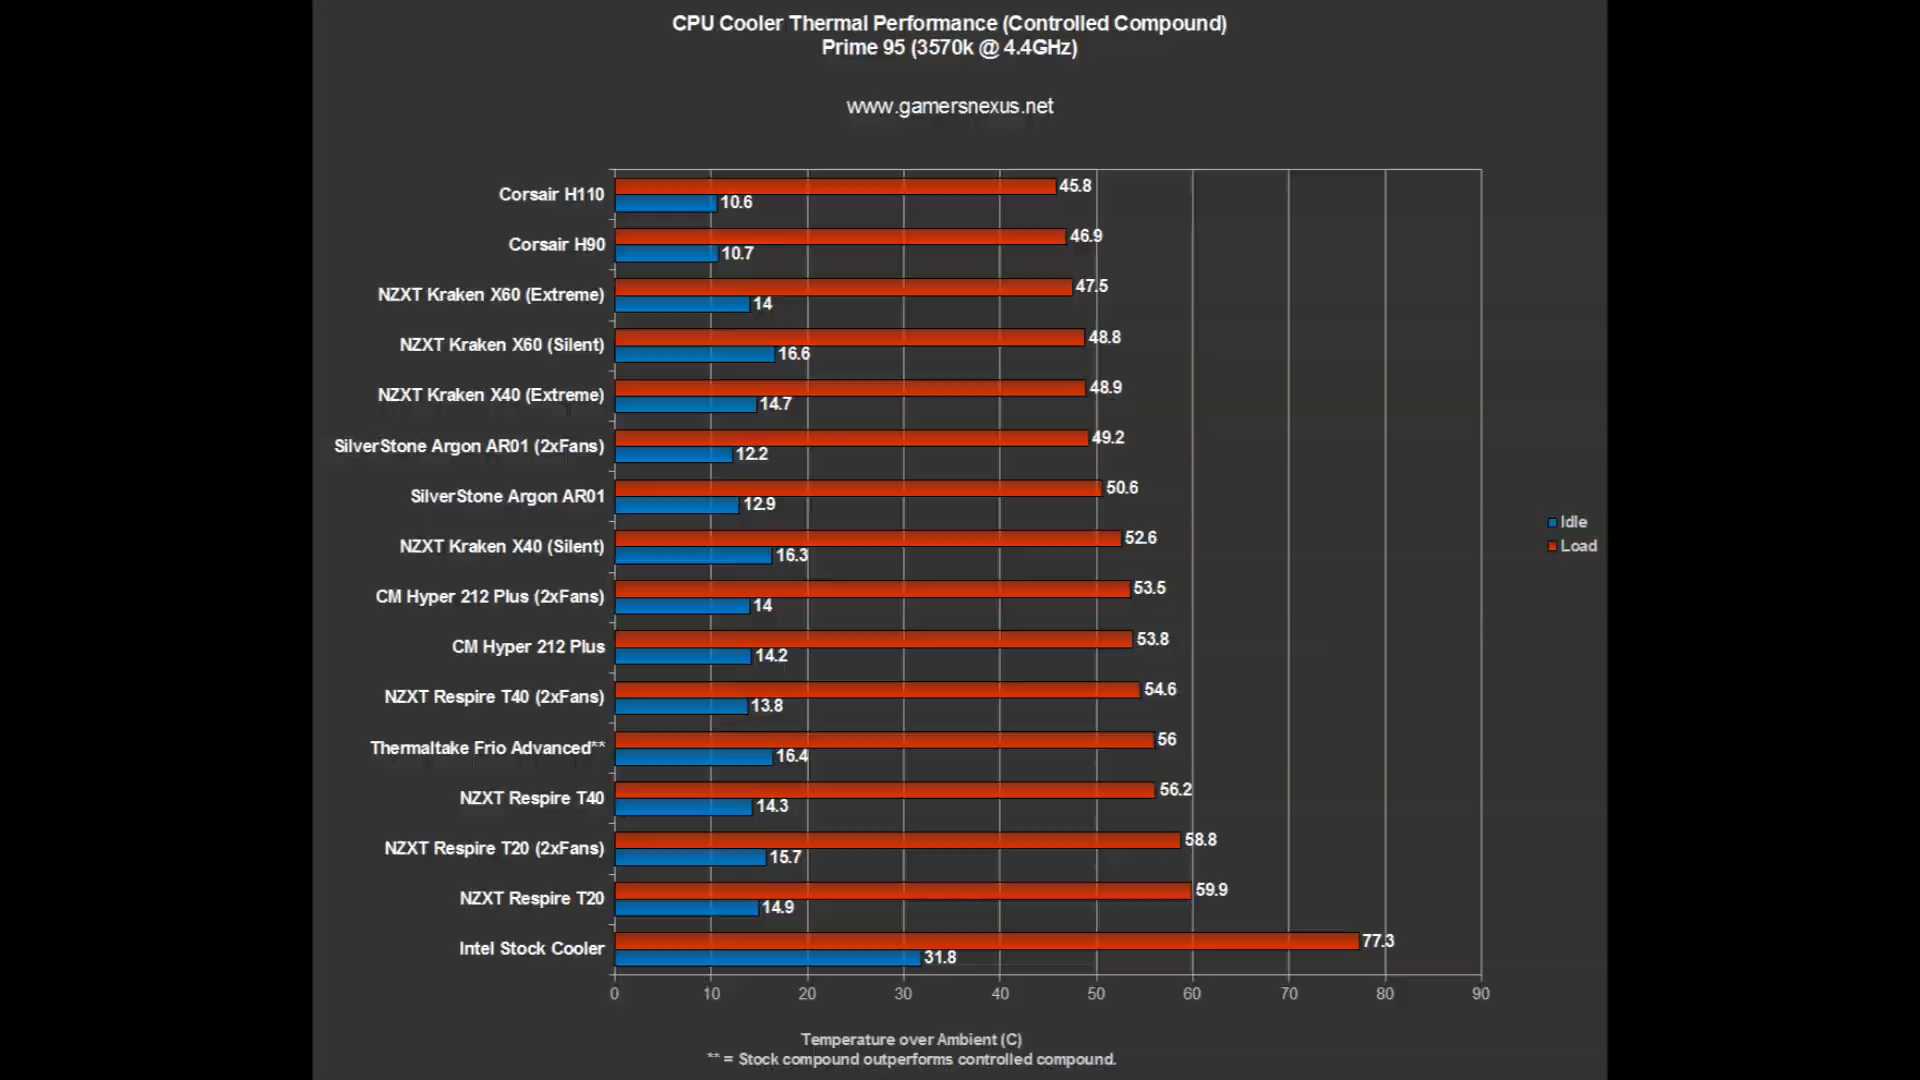 CPU Cooler Thermal Performance (Controlled Compound)
Prime 95 (3570k @ 4.4GHz)
www.gamersnexus.net
Corsair H110 45.8
10.6
Corsair H90 46.9
10.7
NZXT Kraken X60 (Extreme) 47.5
14
NZXT Kraken X60 (Silent) 48.8
16.6
NZXT Kraken X40 (Extreme) 48.9
14.7
SilverStone Argon AR01 (2xFans) 49.2
12.2
SilverStone Argon AR01 50.6
12.9
NZXT Kraken X40 (Silent) 52.6
16.3
CM Hyper 212 Plus (2xFans) 53.5
14
CM Hyper 212 Plus 53.8
14.2
NZXT Respire T40 (2xFans) 54.6
13.8
Thermaltake Frio Advanced** 56
16.4
NZXT Respire T40 56.2
14.3
NZXT Respire T20 (2xFans) 58.8
15.7
NZXT Respire T20 59.9
14.9
Intel Stock Cooler 77.3
31.8
Idle
Load
0 10 20 30 40 50 60 70 80 90
Temperature over Ambient (C)
** = Stock compound outperforms controlled compound.